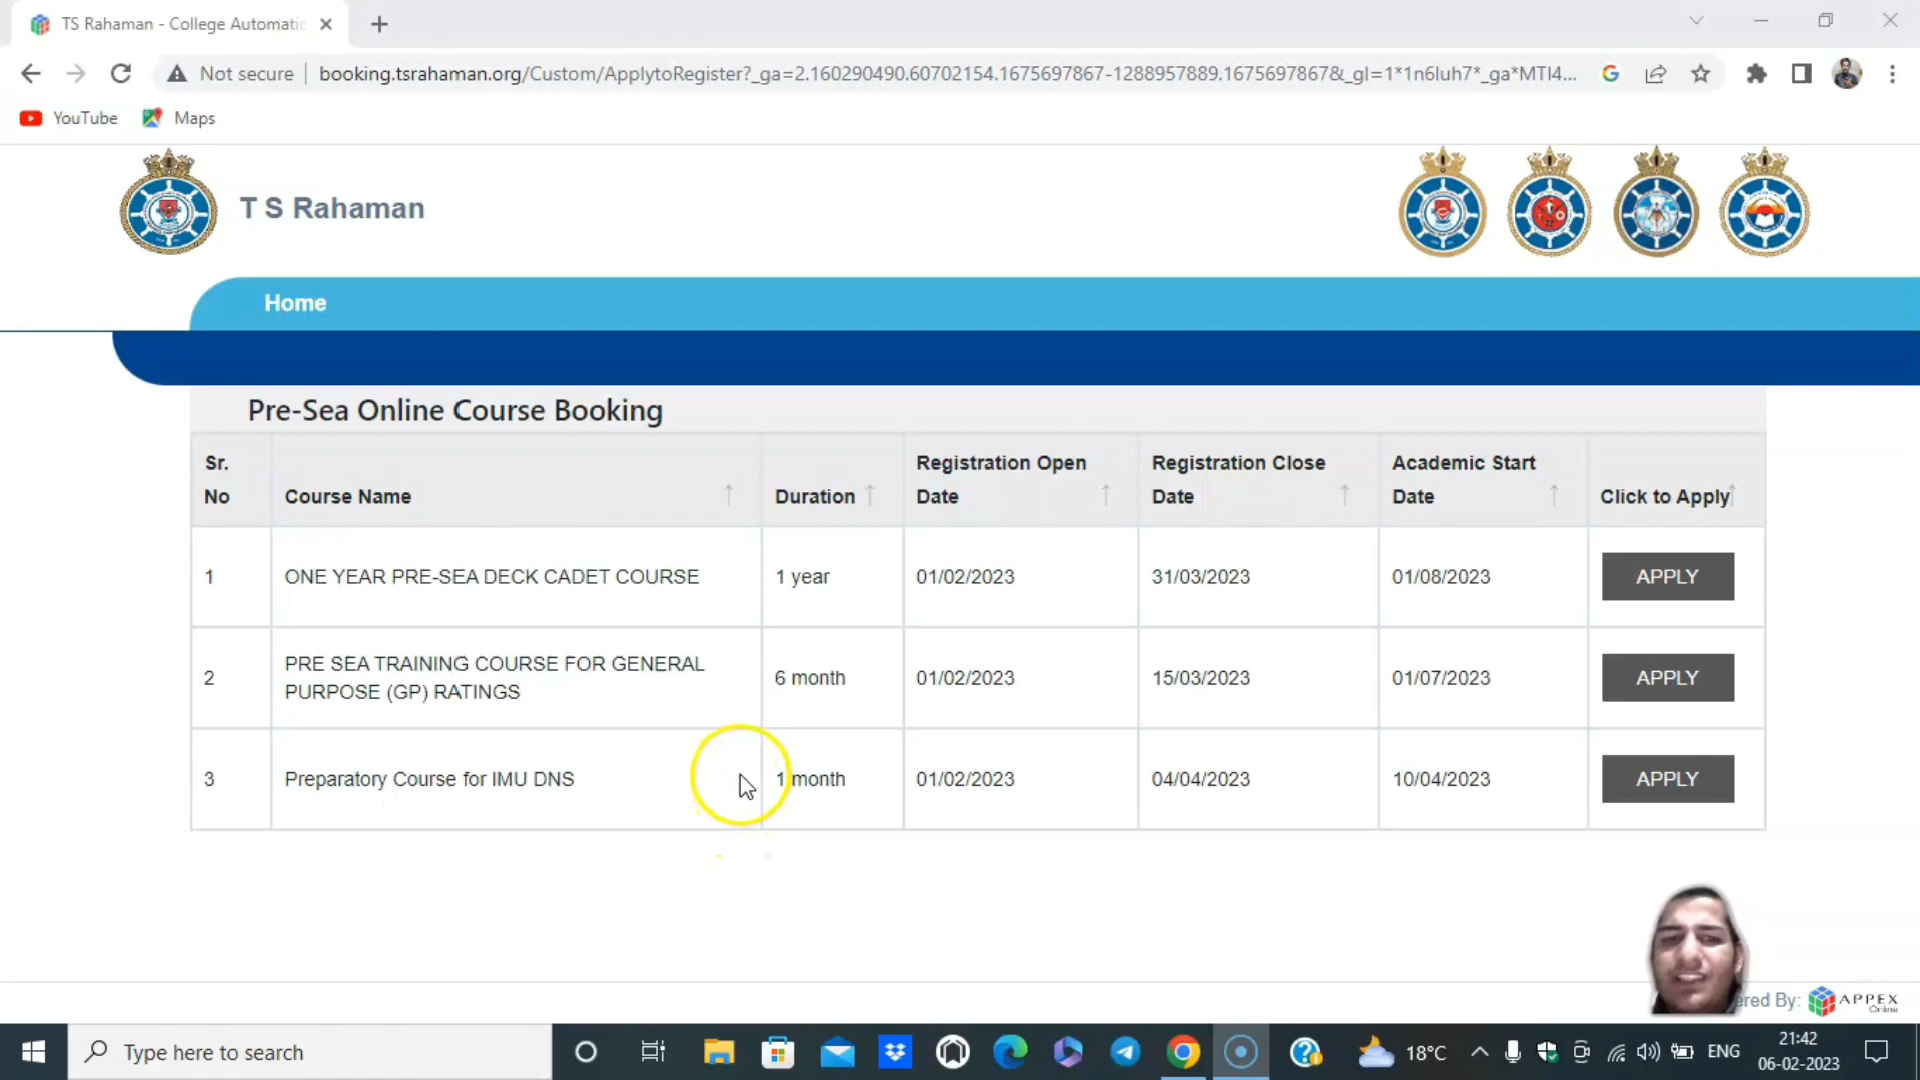 TS Rahaman - College Automatic
Not secure
booking.tsrahaman.org/Custom/ApplytoRegister?_ga=2.160290490.60702154.1675697867-1288957889.1675697867&_gl=1*1n6luh7*_ga*MTI4...
YouTube
Maps
T S Rahaman
Home
Pre-Sea Online Course Booking
Sr. No Course Name Duration Registration Open Date Registration Close Date Academic Start Date Click to Apply
1 ONE YEAR PRE-SEA DECK CADET COURSE 1 year 01/02/2023 31/03/2023 01/08/2023 APPLY
2 PRE SEA TRAINING COURSE FOR GENERAL
PURPOSE (GP) RATINGS 6 month 01/02/2023 15/03/2023 01/07/2023 APPLY
3 Preparatory Course for IMU DNS 1 month 01/02/2023 04/04/2023 10/04/2023 APPLY
ered By: APPEX
Online
Type here to search
18°C
ENG
21:42
06-02-2023